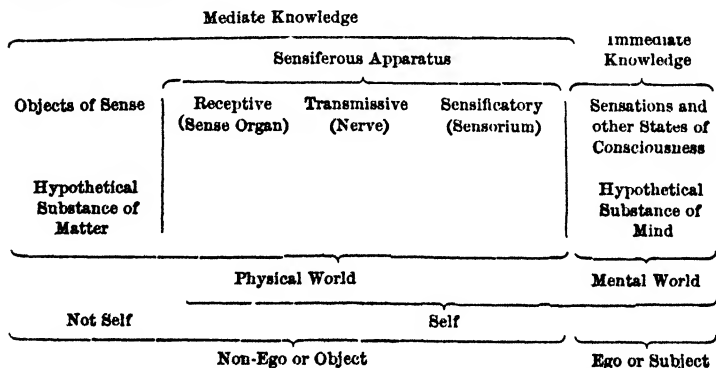 Mediate Knowledge
Immediate
Knowledge
Sensiferous Apparatus
Objects of Sense Receptive Transmissive Sensificatory Sensations and
(Sense Organ) (Nerve) (Sensorium) other States of
Consciousness
Hypothetical Hypothetical
Substance of Substance of
Matter Mind
Physical World Mental World
Not Self Self
Non-Ego or Object Ego or Subject